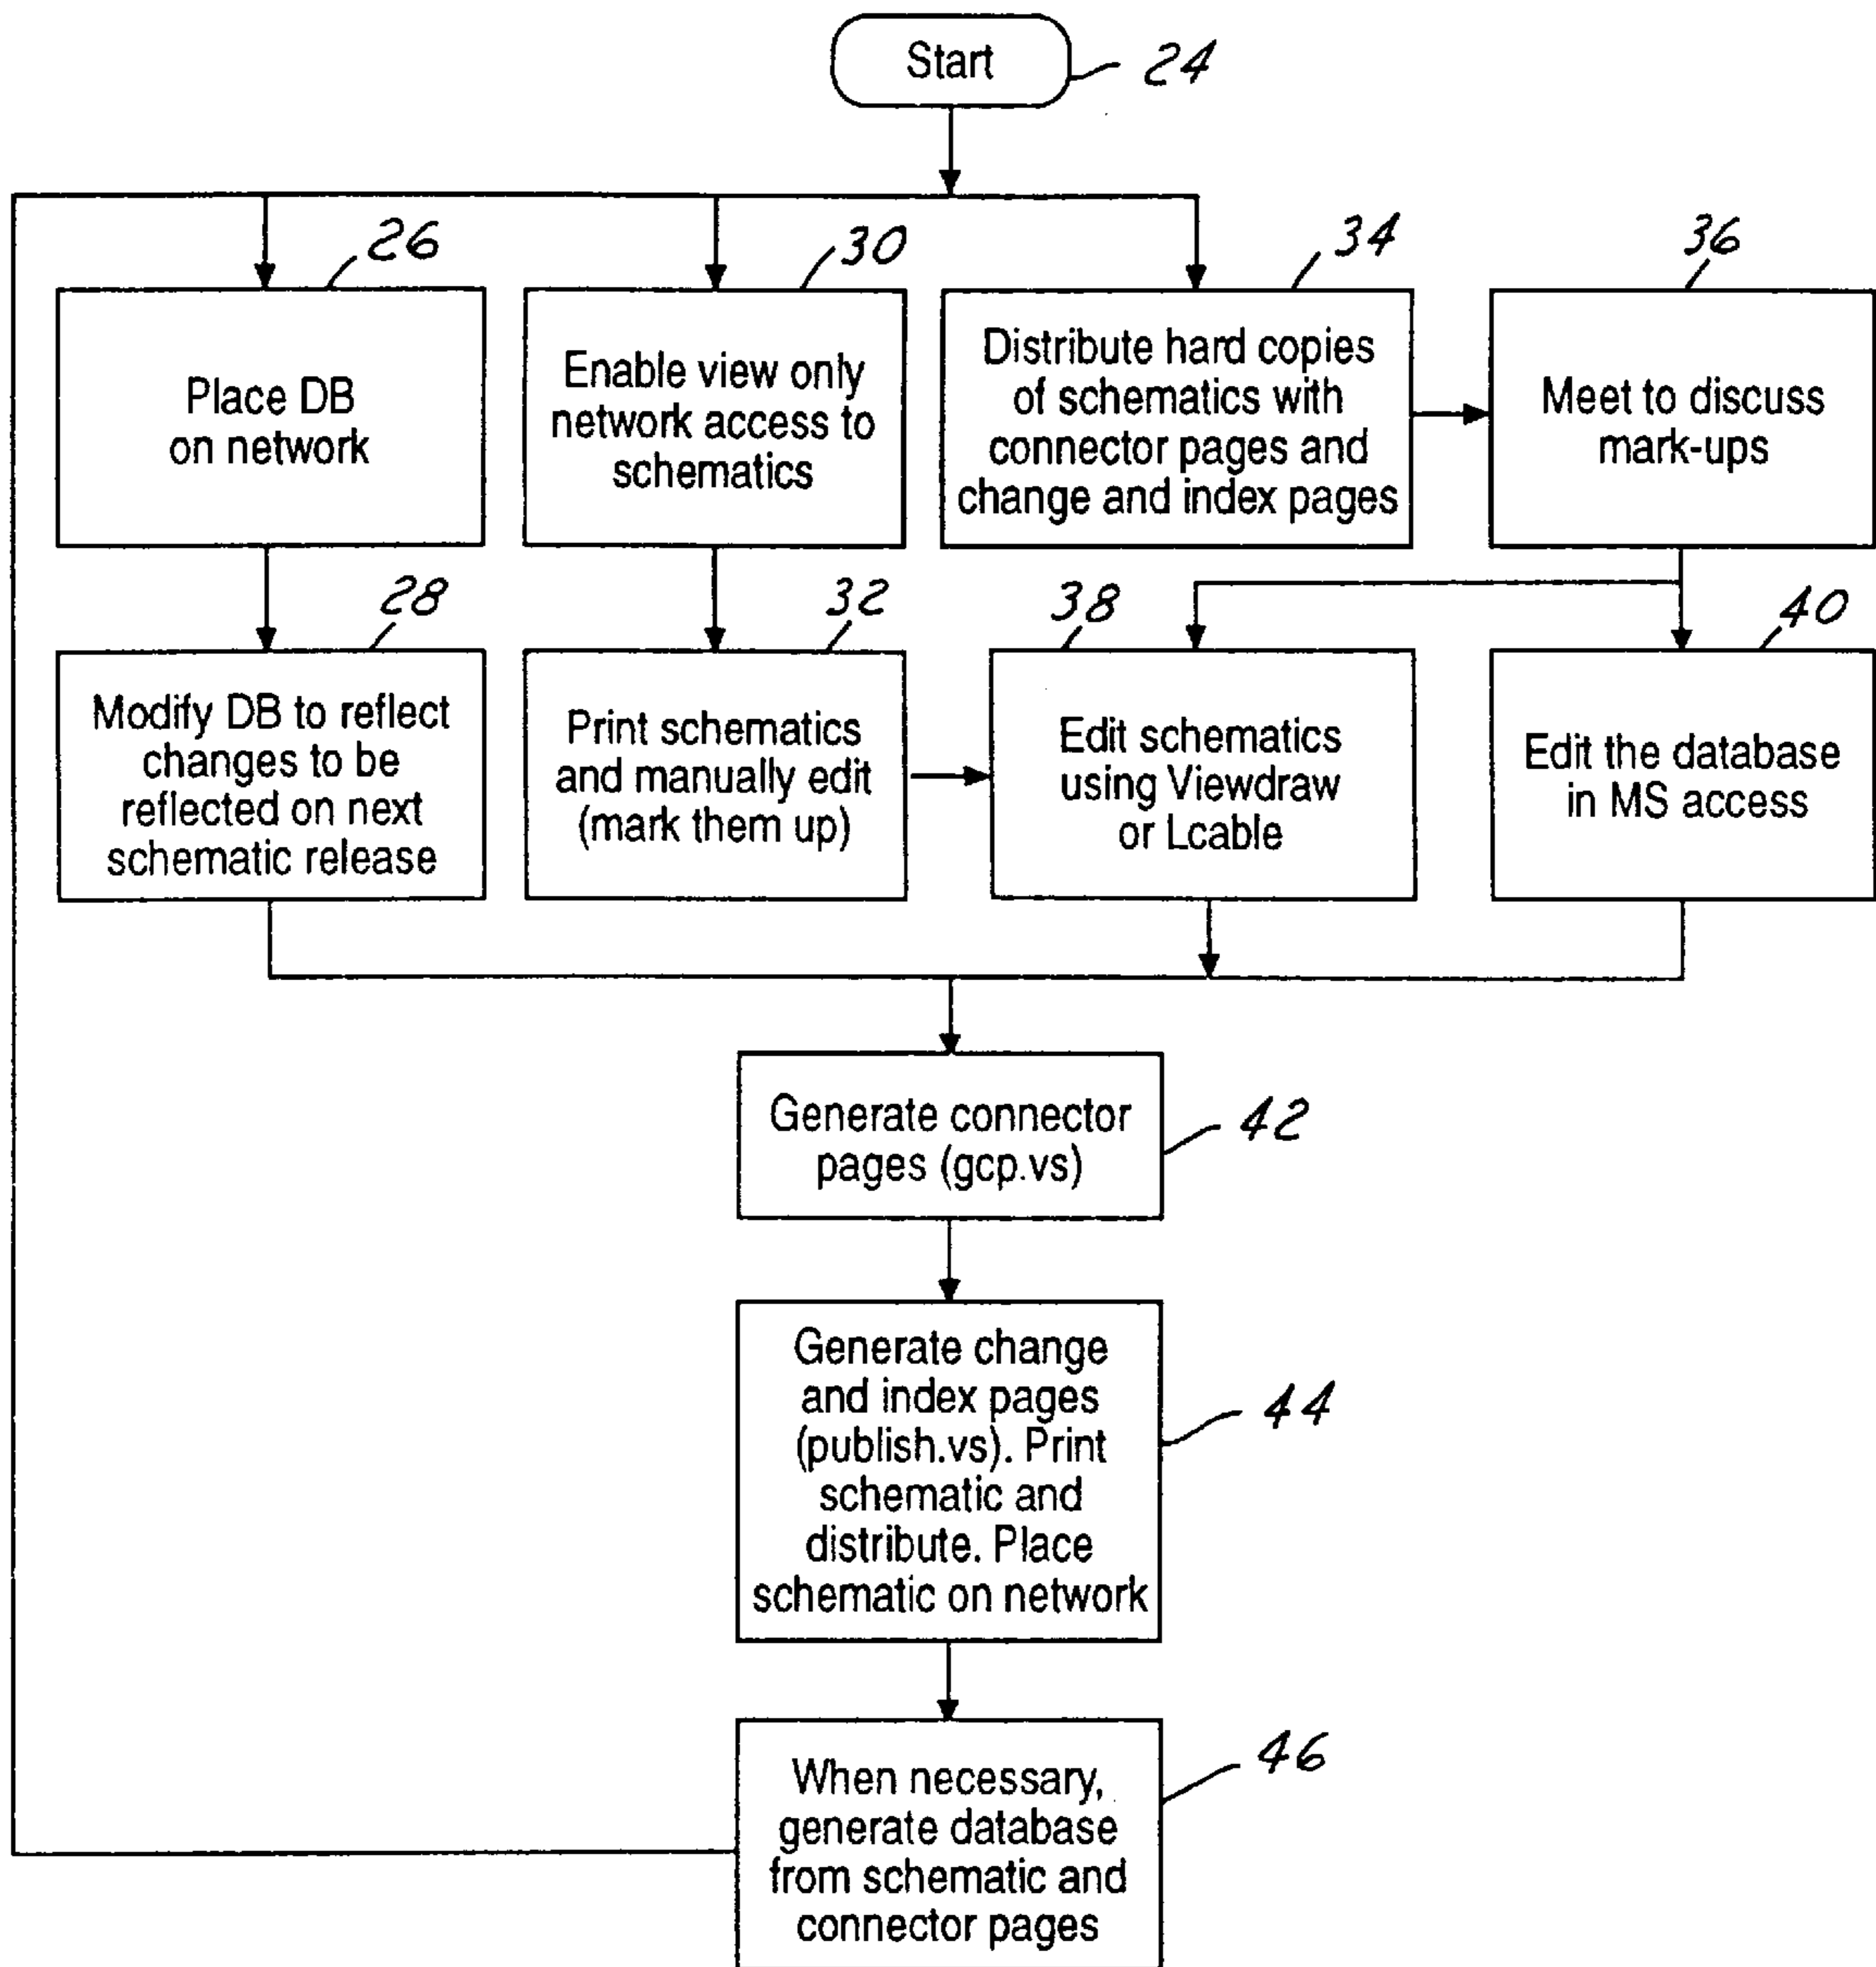 Start
24
26
30
34
36
Place DB
on network
Enable view only
network access to
schematics
Distribute hard copies
of schematics with
connector pages and
change and index pages
Meet to discuss
mark-ups
28
32
38
40
Modify DB to reflect
changes to be
reflected on next
schematic release
Print schematics
and manually edit
(mark them up)
Edit schematics
using Viewdraw
or Lcable
Edit the database
in MS access
Generate connector
pages (gcp.vs)
42
Generate change
and index pages
(publish.vs). Print
schematic and
distribute. Place
schematic on network
44
When necessary,
generate database
from schematic and
connector pages
46